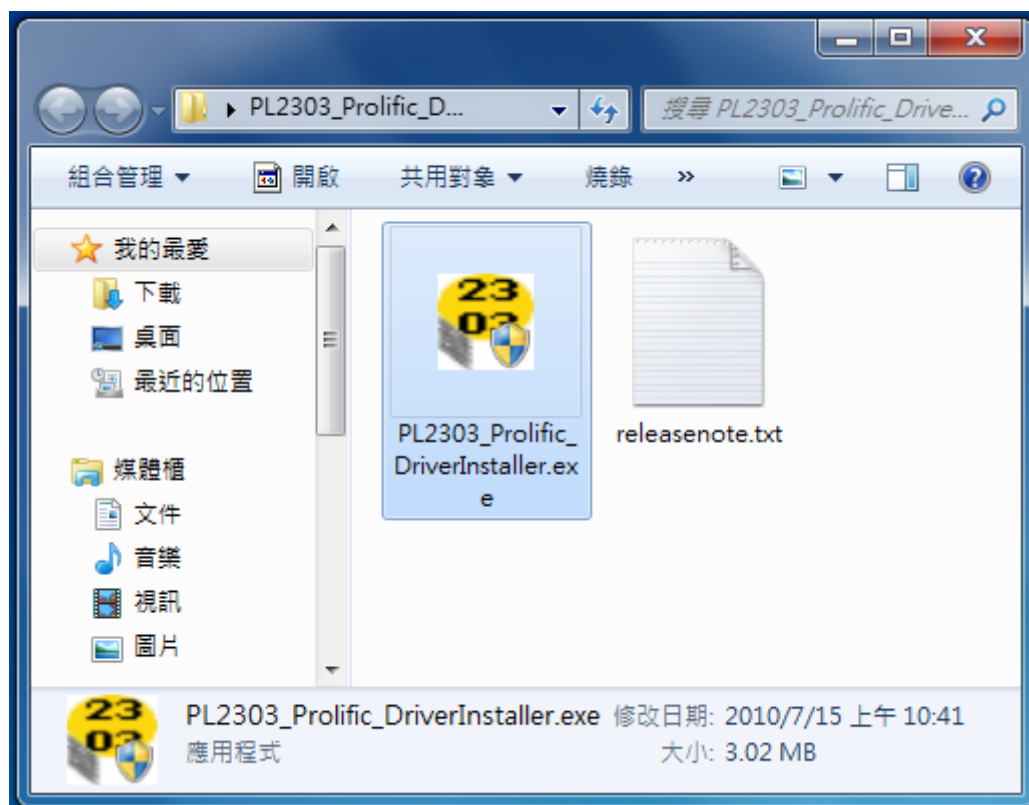 PL2303_Prolific_D...
搜尋 PL2303_Prolific_Drive...
組合管理
開啟
共用對象
燒錄
»
我的最愛
下載
桌面
最近的位置
媒體櫃
文件
音樂
視訊
圖片
23
03
PL2303_Prolific_
DriverInstaller.ex
e
releasenote.txt
23
03
PL2303_Prolific_DriverInstaller.exe 修改日期: 2010/7/15 上午 10:41
應用程式 大小: 3.02 MB